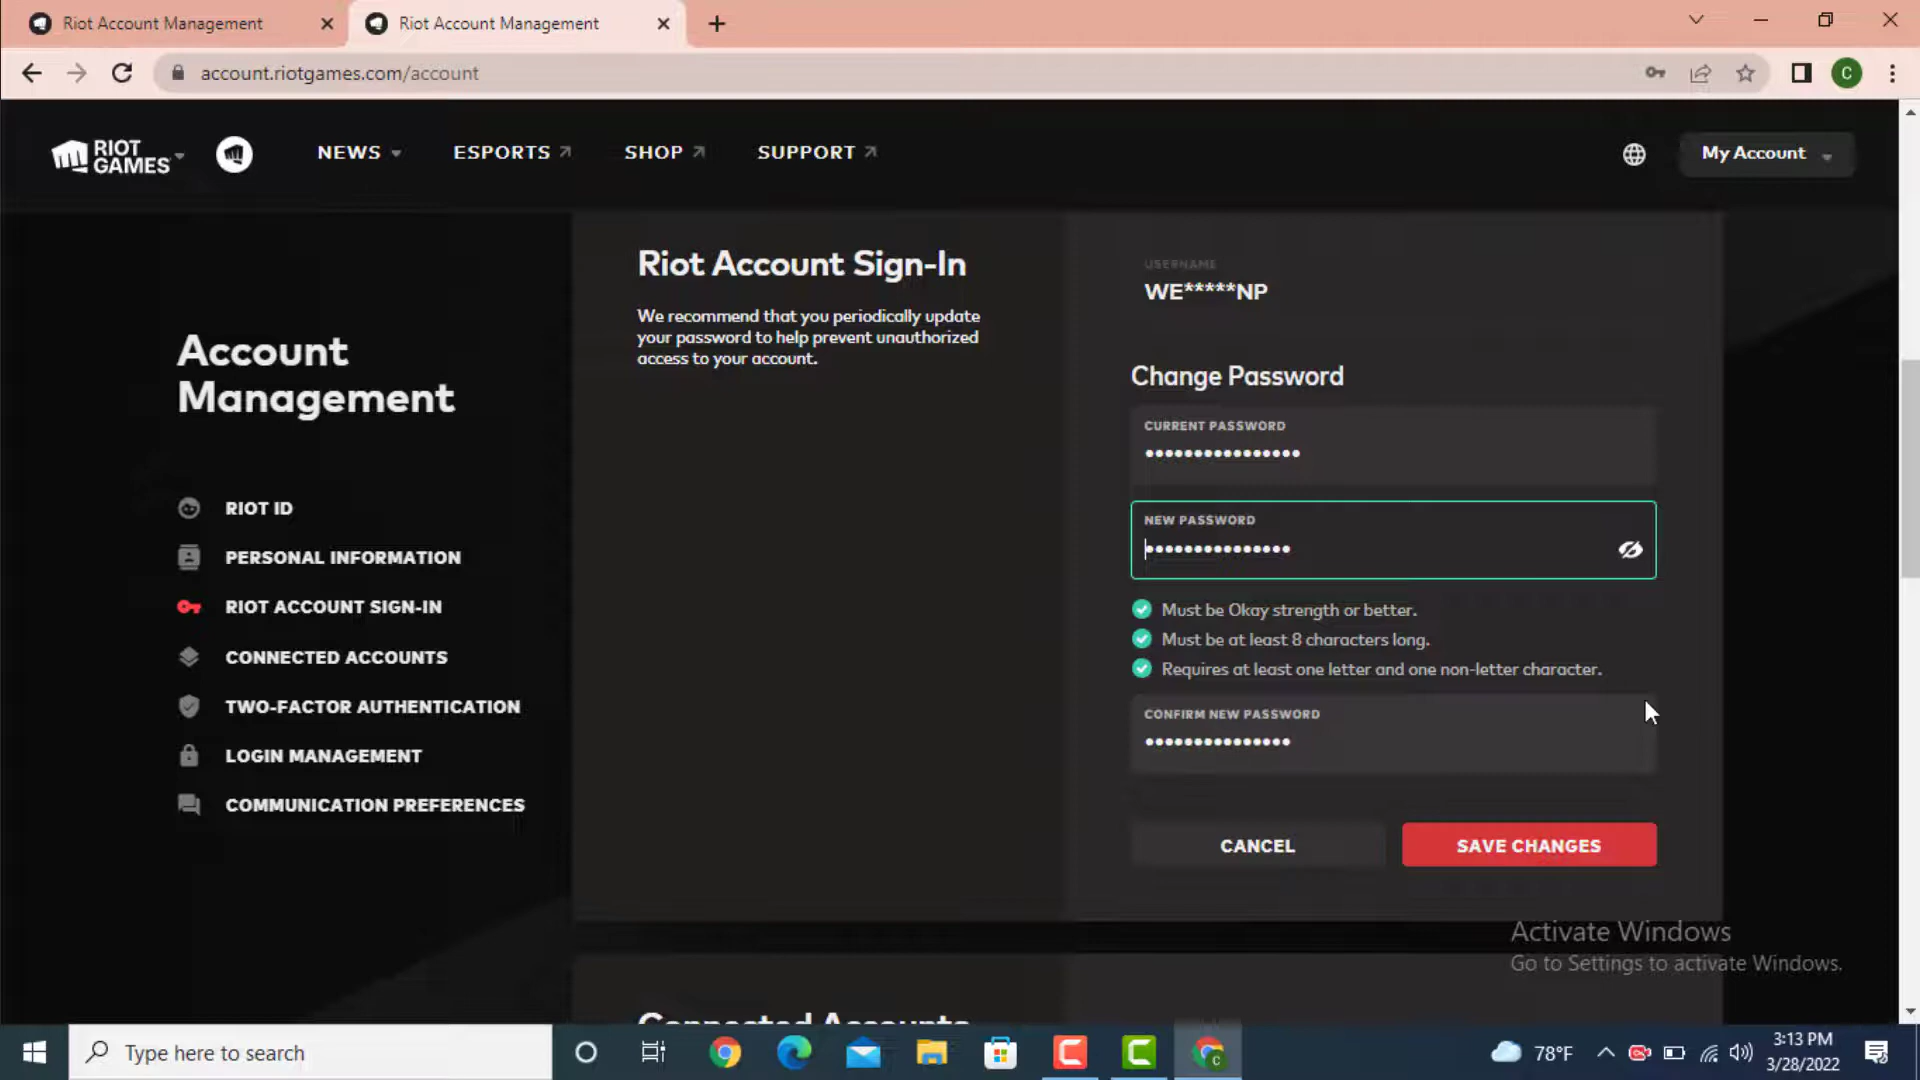 Riot Account Management
Riot Account Management
account.riotgames.com/account
C
RIOT GAMES
NEWS
ESPORTS
SHOP
SUPPORT
My Account
Account
Management
RIOT ID
PERSONAL INFORMATION
RIOT ACCOUNT SIGN-IN
CONNECTED ACCOUNTS
TWO-FACTOR AUTHENTICATION
LOGIN MANAGEMENT
COMMUNICATION PREFERENCES
Riot Account Sign-In
We recommend that you periodically update
your password to help prevent unauthorized
access to your account.
USERNAME
WE*****NP
Change Password
CURRENT PASSWORD
••••••••••••••••
NEW PASSWORD
•••••••••••••••
Must be Okay strength or better.
Must be at least 8 characters long.
Requires at least one letter and one non-letter character.
CONFIRM NEW PASSWORD
•••••••••••••••
CANCEL
SAVE CHANGES
Connected Accounts
Activate Windows
Go to Settings to activate Windows.
Type here to search
78°F
3:13 PM
3/28/2022